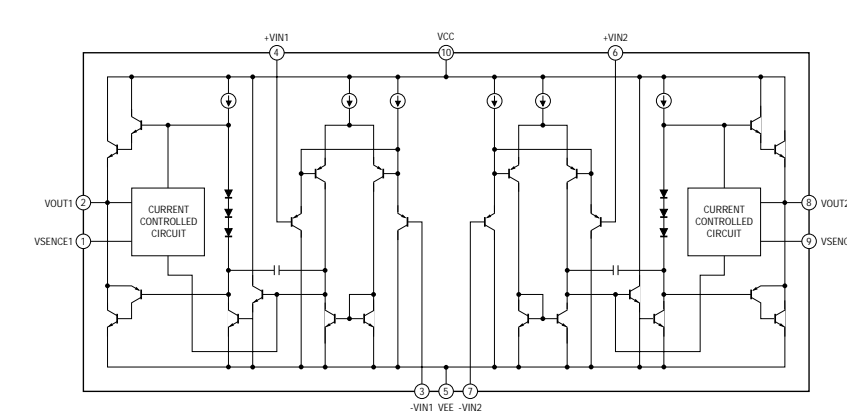 +VIN1
VCC
+VIN2
4
10
6
VOUT1
2
CURRENT
CONTROLLED
CIRCUIT
VSENCE1
1
CURRENT
CONTROLLED
CIRCUIT
8
VOUT2
9
3
5
7
-VIN1
VEE
-VIN2